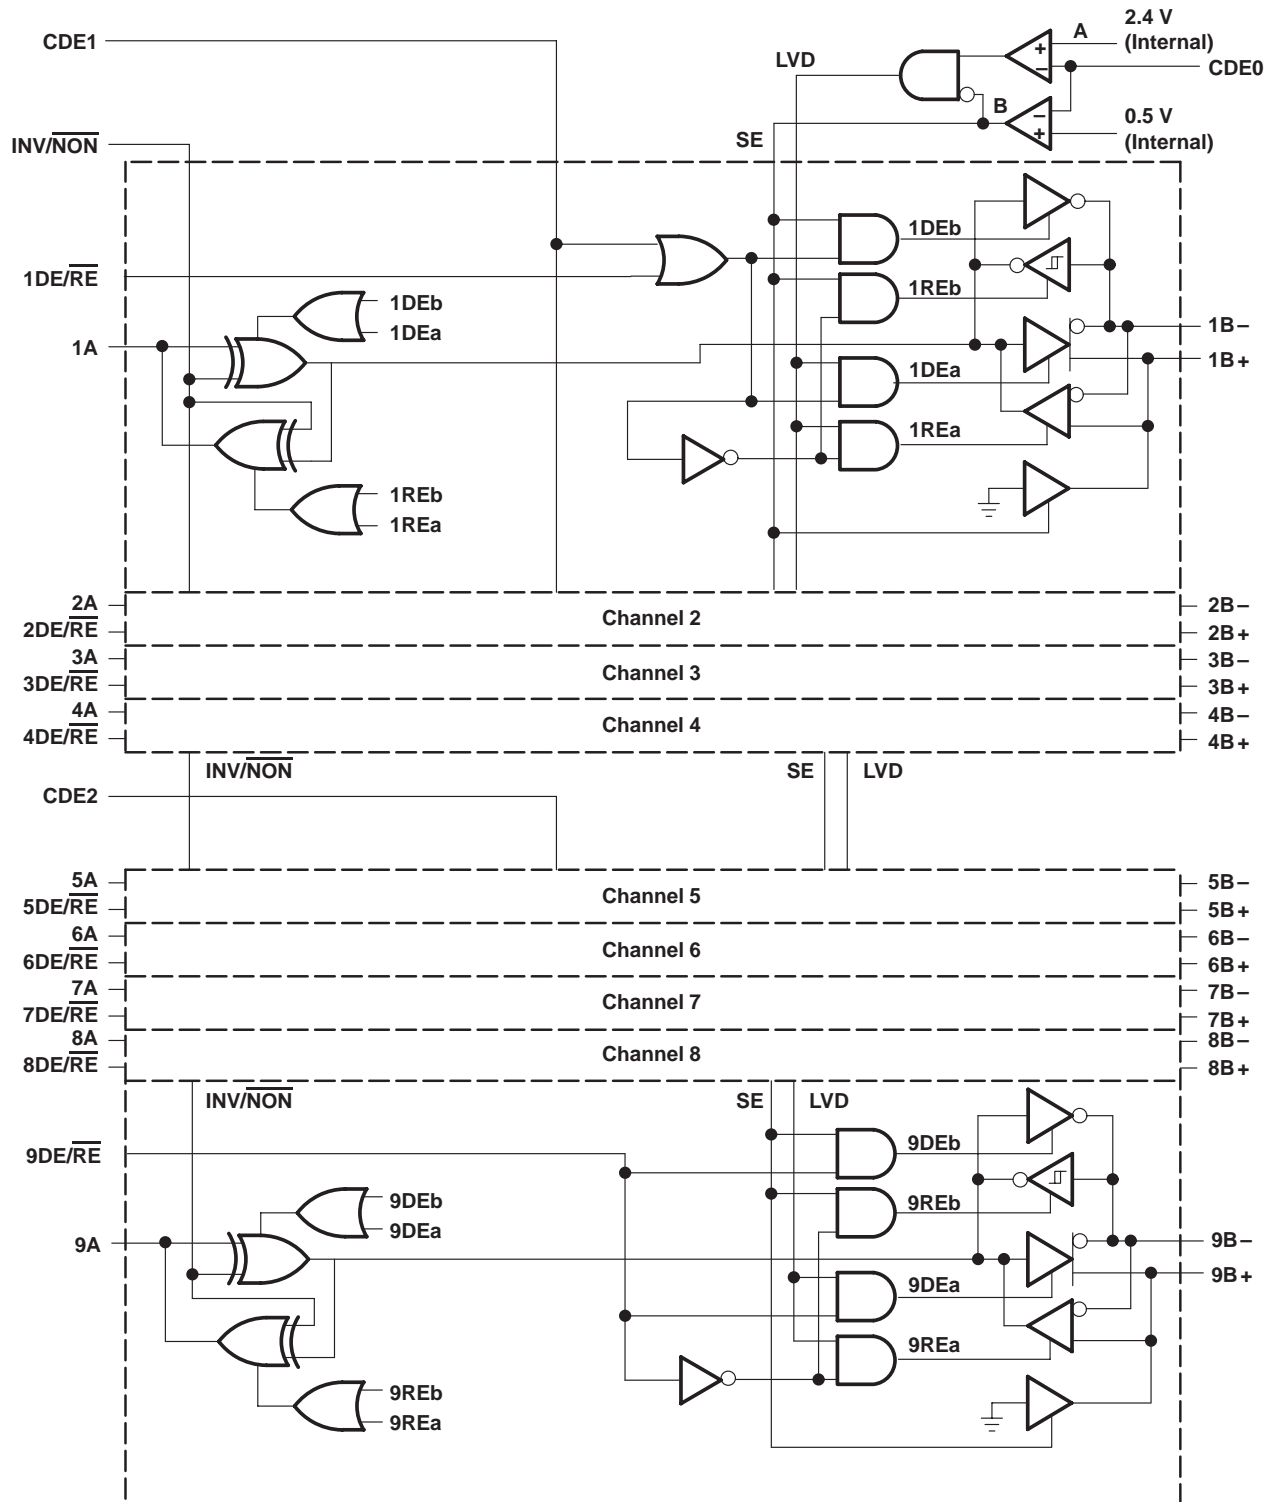 2.4 V
(Internal)
A
+
−
CDE1
LVD
CDE0
B
−
+
0.5 V
(Internal)
SE
INV/NON
1DEb
1DE/RE
1REb
1DEb
1DEa
1B−
1A
1B+
1DEa
1REa
1REb
1REa
2A
2B−
Channel 2
2DE/RE
2B+
3A
3B−
Channel 3
3DE/RE
3B+
4A
4B−
Channel 4
4DE/RE
4B+
INV/NON
SE
LVD
CDE2
5A
5B−
Channel 5
5DE/RE
5B+
6A
6B−
Channel 6
6DE/RE
6B+
7A
7B−
Channel 7
7DE/RE
7B+
8A
8B−
Channel 8
8DE/RE
8B+
INV/NON
SE
LVD
9DEb
9DE/RE
9REb
9DEb
9DEa
9A
9B−
9B+
9DEa
9REa
9REb
9REa